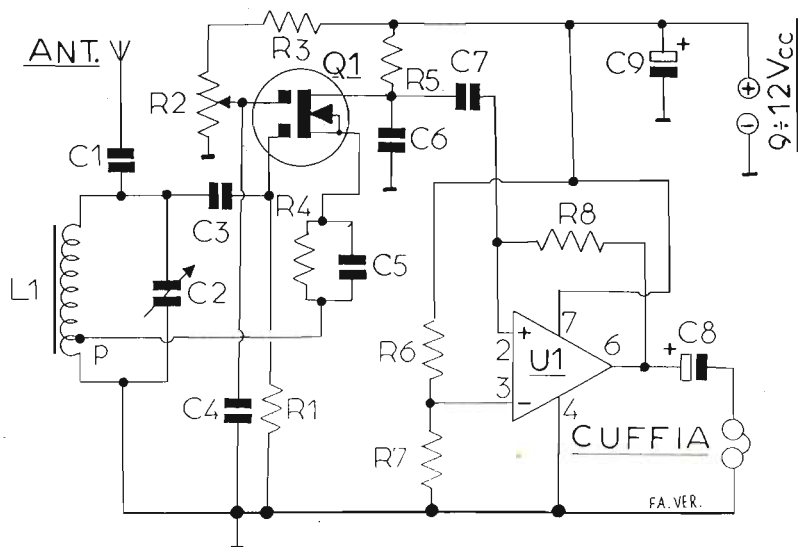 ANT.
R3
Q1
R2
R5
C7
C9
+
+
-
9÷12Vcc
C1
C6
C3
R4
R8
L1
C2
C5
p
R6
+
7
2
U1
6
+
C8
3
-
4
C4
R1
R7
CUFFIA
FA.VER.